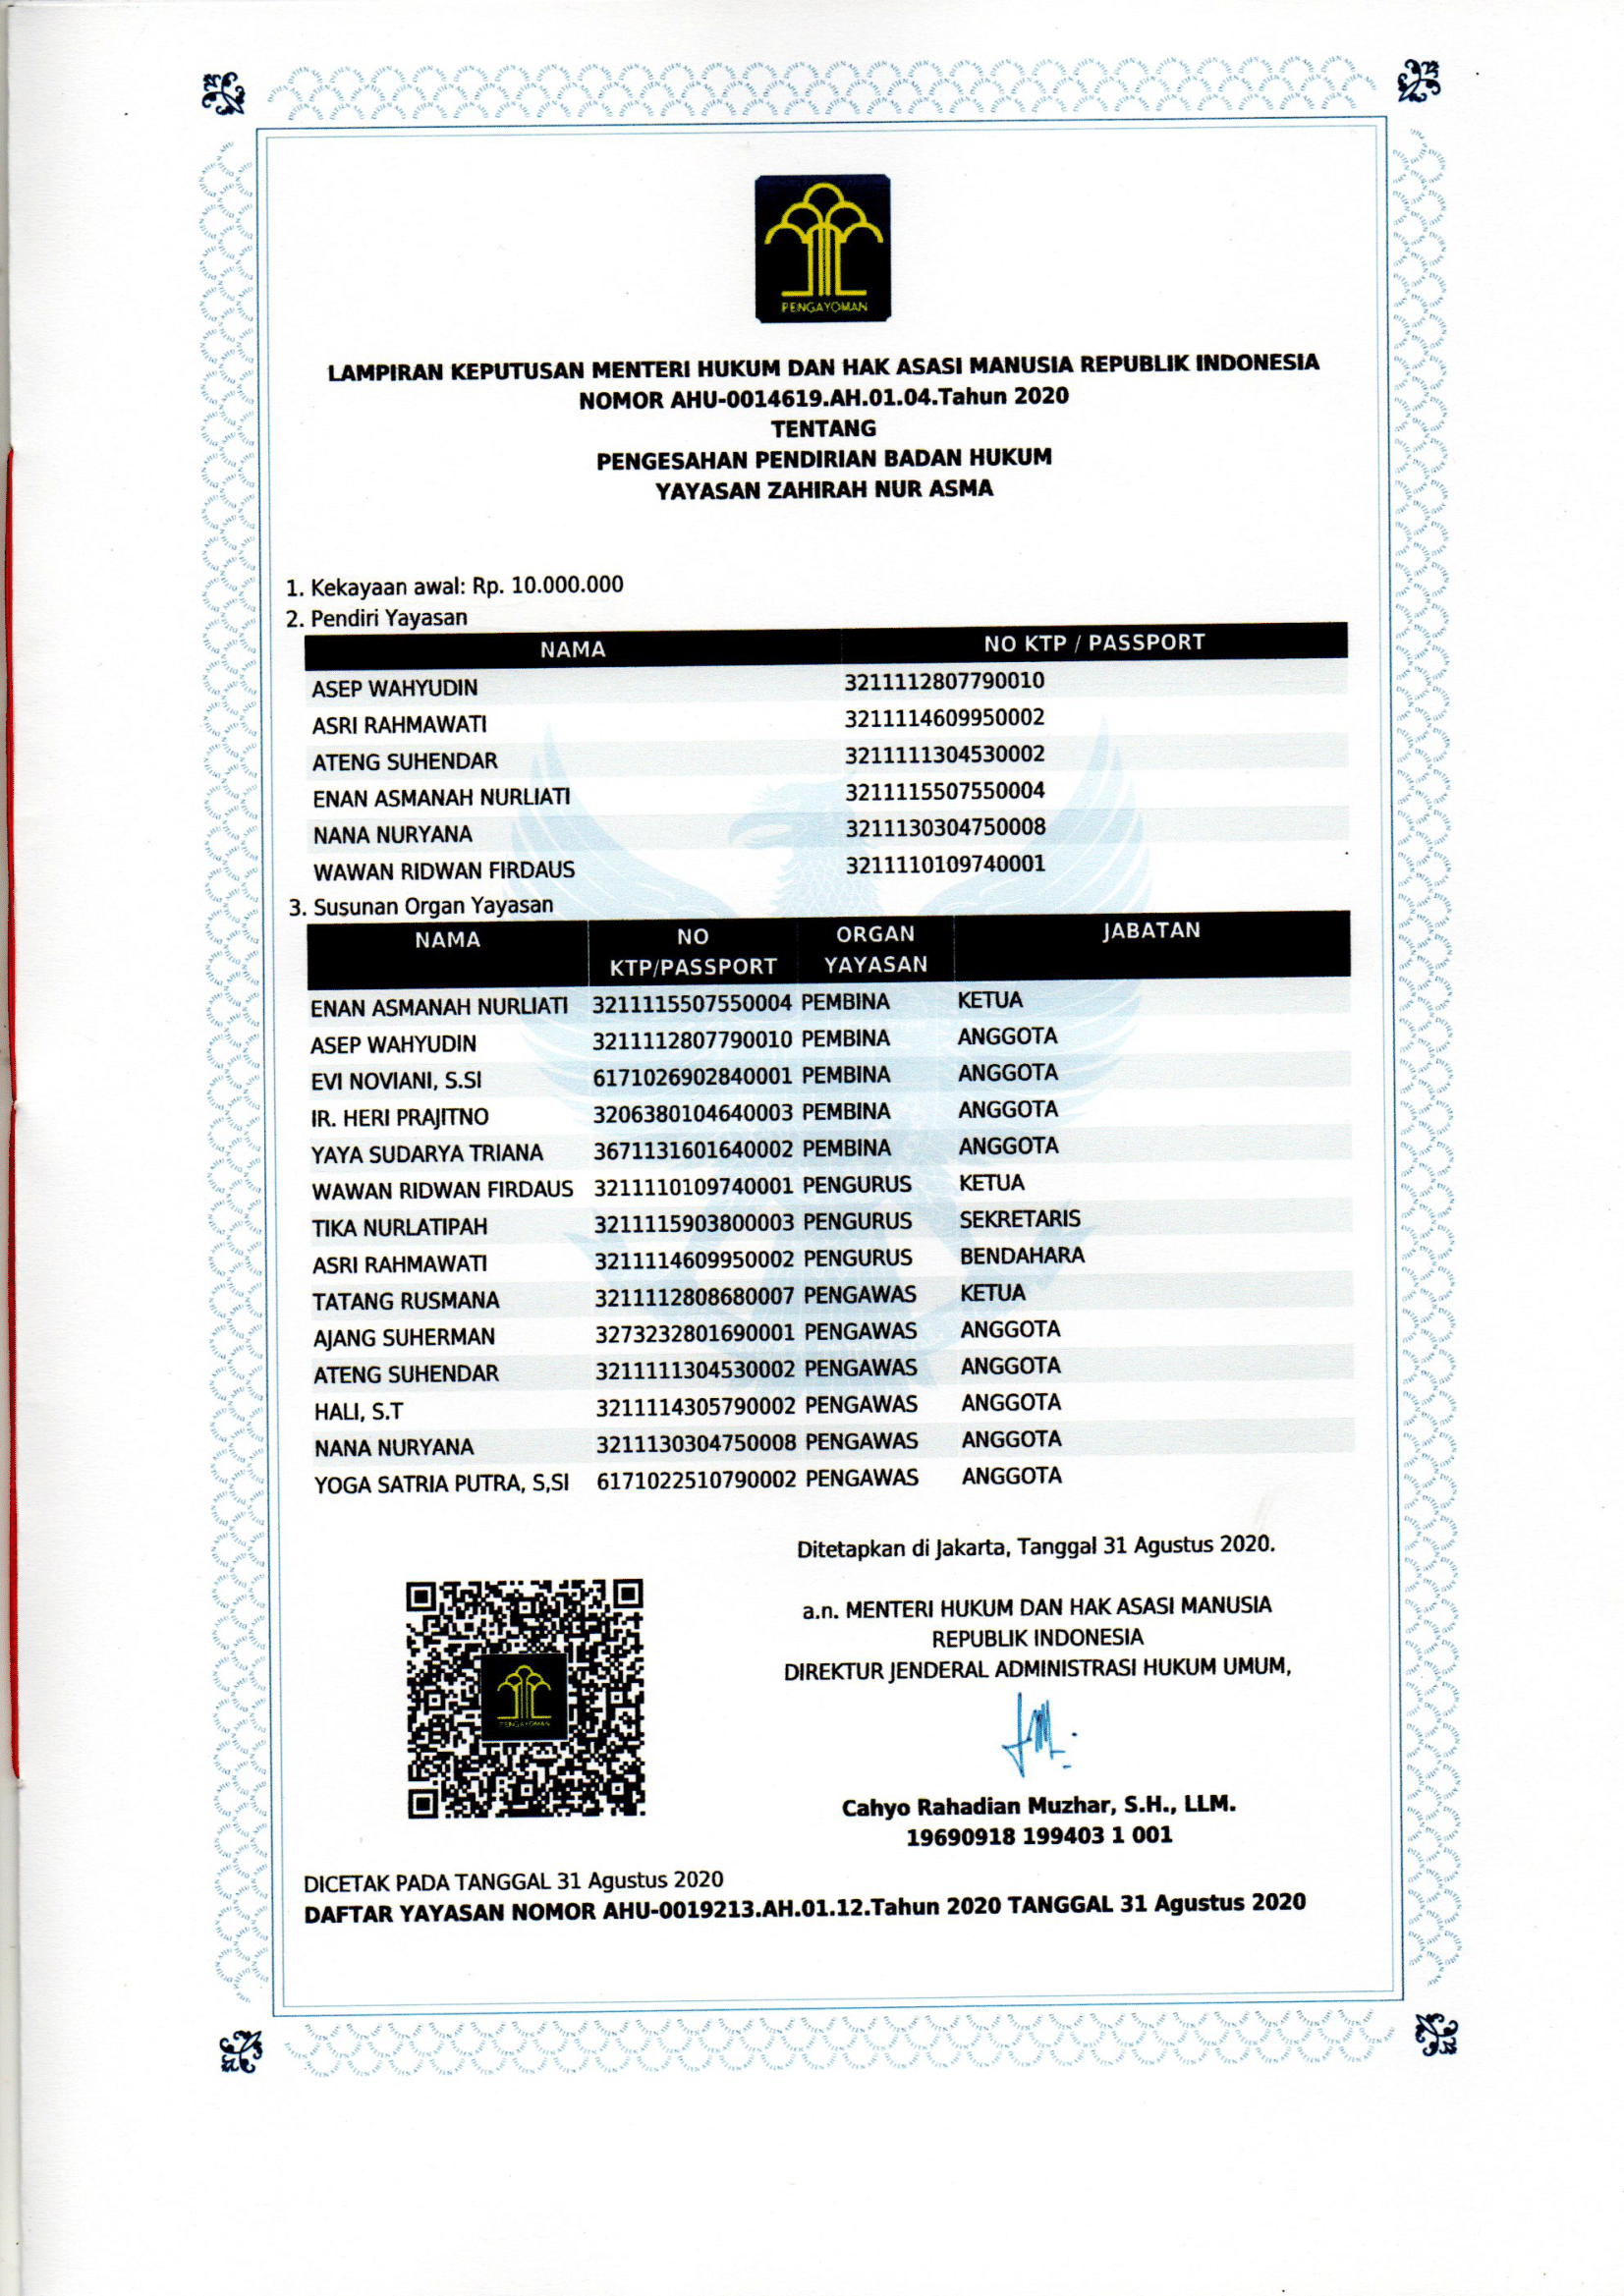 PENGAYOMAN
LAMPIRAN KEPUTUSAN MENTERI HUKUM DAN HAK ASASI MANUSIA REPUBLIK INDONESIA
NOMOR AHU-0014619.AH.01.04.Tahun 2020
TENTANG
PENGESAHAN PENDIRIAN BADAN HUKUM
YAYASAN ZAHIRAH NUR ASMA
1. Kekayaan awal: Rp. 10.000.000
2. Pendiri Yayasan
NAMA NO KTP / PASSPORT
ASEP WAHYUDIN 3211112807790010
ASRI RAHMAWATI 3211114609950002
ATENG SUHENDAR 3211111304530002
ENAN ASMANAH NURLIATI 3211115507550004
NANA NURYANA 3211130304750008
WAWAN RIDWAN FIRDAUS 3211110109740001
3. Susunan Organ Yayasan
NAMA NO KTP/PASSPORT ORGAN YAYASAN JABATAN
ENAN ASMANAH NURLIATI 3211115507550004 PEMBINA KETUA
ASEP WAHYUDIN 3211112807790010 PEMBINA ANGGOTA
EVI NOVIANI, S.SI 6171026902840001 PEMBINA ANGGOTA
IR. HERI PRAJITNO 3206380104640003 PEMBINA ANGGOTA
YAYA SUDARYA TRIANA 3671131601640002 PEMBINA ANGGOTA
WAWAN RIDWAN FIRDAUS 3211110109740001 PENGURUS KETUA
TIKA NURLATIPAH 3211115903800003 PENGURUS SEKRETARIS
ASRI RAHMAWATI 3211114609950002 PENGURUS BENDAHARA
TATANG RUSMANA 3211112808680007 PENGAWAS KETUA
AJANG SUHERMAN 3273232801690001 PENGAWAS ANGGOTA
ATENG SUHENDAR 3211111304530002 PENGAWAS ANGGOTA
HALI, S.T 3211114305790002 PENGAWAS ANGGOTA
NANA NURYANA 3211130304750008 PENGAWAS ANGGOTA
YOGA SATRIA PUTRA, S,SI 6171022510790002 PENGAWAS ANGGOTA
Ditetapkan di Jakarta, Tanggal 31 Agustus 2020.
a.n. MENTERI HUKUM DAN HAK ASASI MANUSIA
REPUBLIK INDONESIA
DIREKTUR JENDERAL ADMINISTRASI HUKUM UMUM,
PENGAYOMAN
Cahyo Rahadian Muzhar, S.H., LLM.
19690918 199403 1 001
DICETAK PADA TANGGAL 31 Agustus 2020
DAFTAR YAYASAN NOMOR AHU-0019213.AH.01.12.Tahun 2020 TANGGAL 31 Agustus 2020